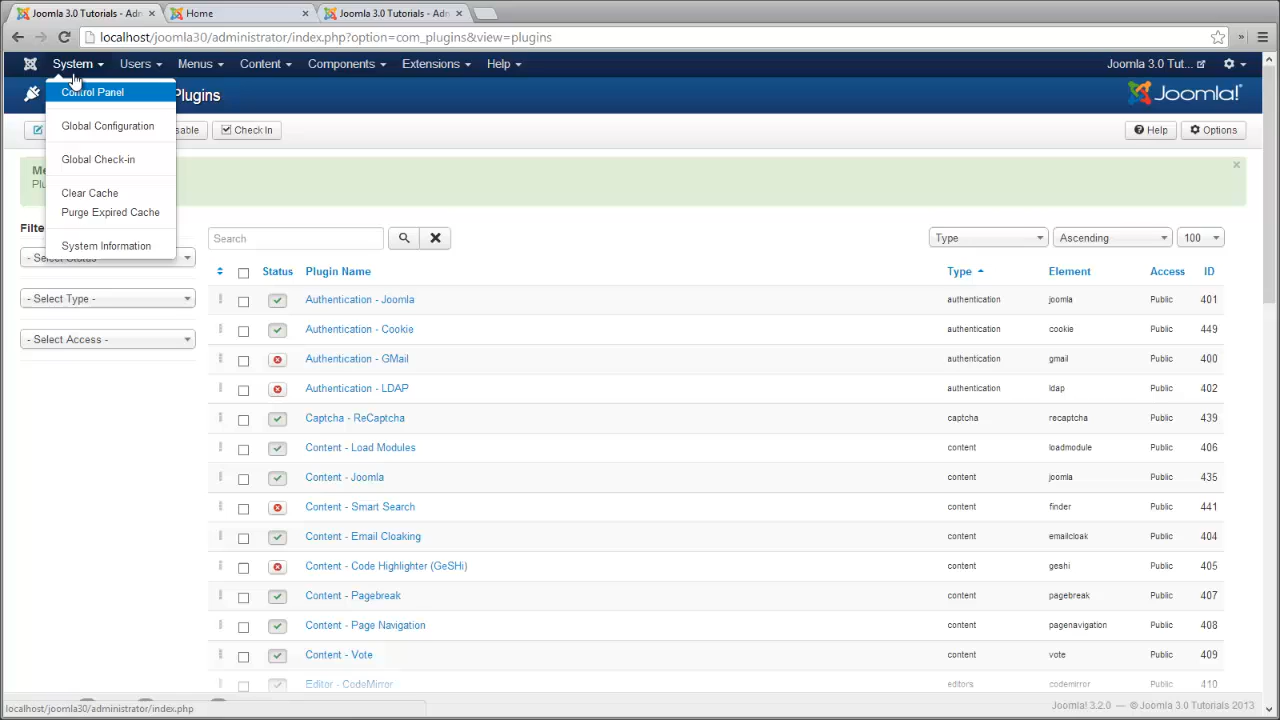 Joomla 3.0 Tutorials - Adm
Home
Joomla 3.0 Tutorials - Adm
localhost/joomla30/administrator/index.php?option=com_plugins&view=plugins
System
Users
Menus
Content
Components
Extensions
Help
Joomla 3.0 Tut...
Control Panel
Global Configuration
Global Check-in
Clear Cache
Purge Expired Cache
System Information
Plugins
Joomla!®
sable
Check In
Help
Options
Me
Plu
Filte
- Select Status -
- Select Type -
- Select Access -
Search
Type
Ascending
100
Status Plugin Name Type Element Access ID
Authentication - Joomla authentication joomla Public 401
Authentication - Cookie authentication cookie Public 449
Authentication - GMail authentication gmail Public 400
Authentication - LDAP authentication ldap Public 402
Captcha - ReCaptcha captcha recaptcha Public 439
Content - Load Modules content loadmodule Public 406
Content - Joomla content joomla Public 435
Content - Smart Search content finder Public 441
Content - Email Cloaking content emailcloak Public 404
Content - Code Highlighter (GeSHi) content geshi Public 405
Content - Pagebreak content pagebreak Public 407
Content - Page Navigation content pagenavigation Public 408
Content - Vote content vote Public 409
Editor - CodeMirror editors codemirror Public 410
localhost/joomla30/administrator/index.php
Joomla! 3.2.0 — © Joomla 3.0 Tutorials 2013